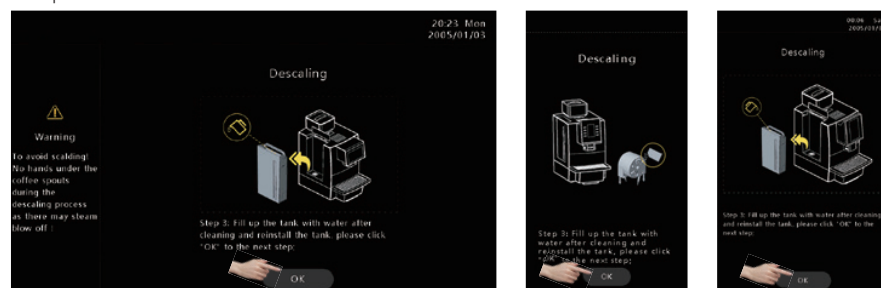 20:23 Mon
2005/01/03
Descaling
Warning
To avoid scalding!
No hands under the
coffee spouts
during the
descaling process
as there may steam
blow off !
Step 3: Fill up the tank with water after
cleaning and reinstall the tank, please click
"OK" to the next step;
OK
Descaling
Step 3: Fill up the tank with
water after cleaning and
reinstall the tank, please click
"OK" to the next step;
OK
2005/01/0
Descaling
Step 3: Fill up the tank with water after cleaning
and reinstall the tank, please click "OK" to the
next step;
OK